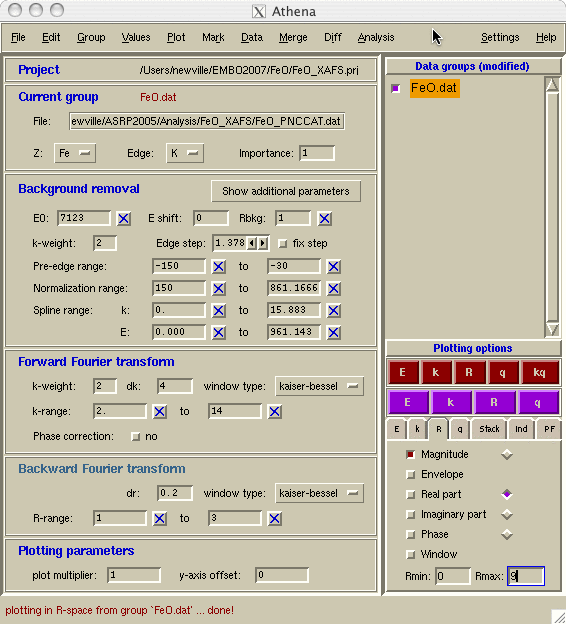 Athena
File Edit Group Values Plot Mark Data Merge Diff Analysis Settings Help
Project /Users/newville/EMBO2007/FeO/FeO_XAFS.prj
Current group FeO.dat
File: ewville/ASRP2005/Analysis/FeO_XAFS/FeO_PNCCAT.dat
Z: Fe Edge: K Importance: 1
Background removal Show additional parameters
E0: 7123 E shift: 0 Rbkg: 1
k-weight: 2 Edge step: 1.378 fix step
Pre-edge range: -150 to -30
Normalization range: 150 to 861.1666
Spline range: k: 0. to 15.883
E: 0.000 to 961.143
Forward Fourier transform
k-weight: 2 dk: 4 window type: kaiser-bessel
k-range: 2. to 14
Phase correction: no
Backward Fourier transform
dr: 0.2 window type: kaiser-bessel
R-range: 1 to 3
Plotting parameters
plot multiplier: 1 y-axis offset: 0
Data groups (modified)
FeO.dat
Plotting options
E k R q kq
E k R q
E k R q Stack Ind PF
Magnitude
Envelope
Real part
Imaginary part
Phase
Window
Rmin: 0 Rmax: 9
plotting in R-space from group `FeO.dat' ... done!